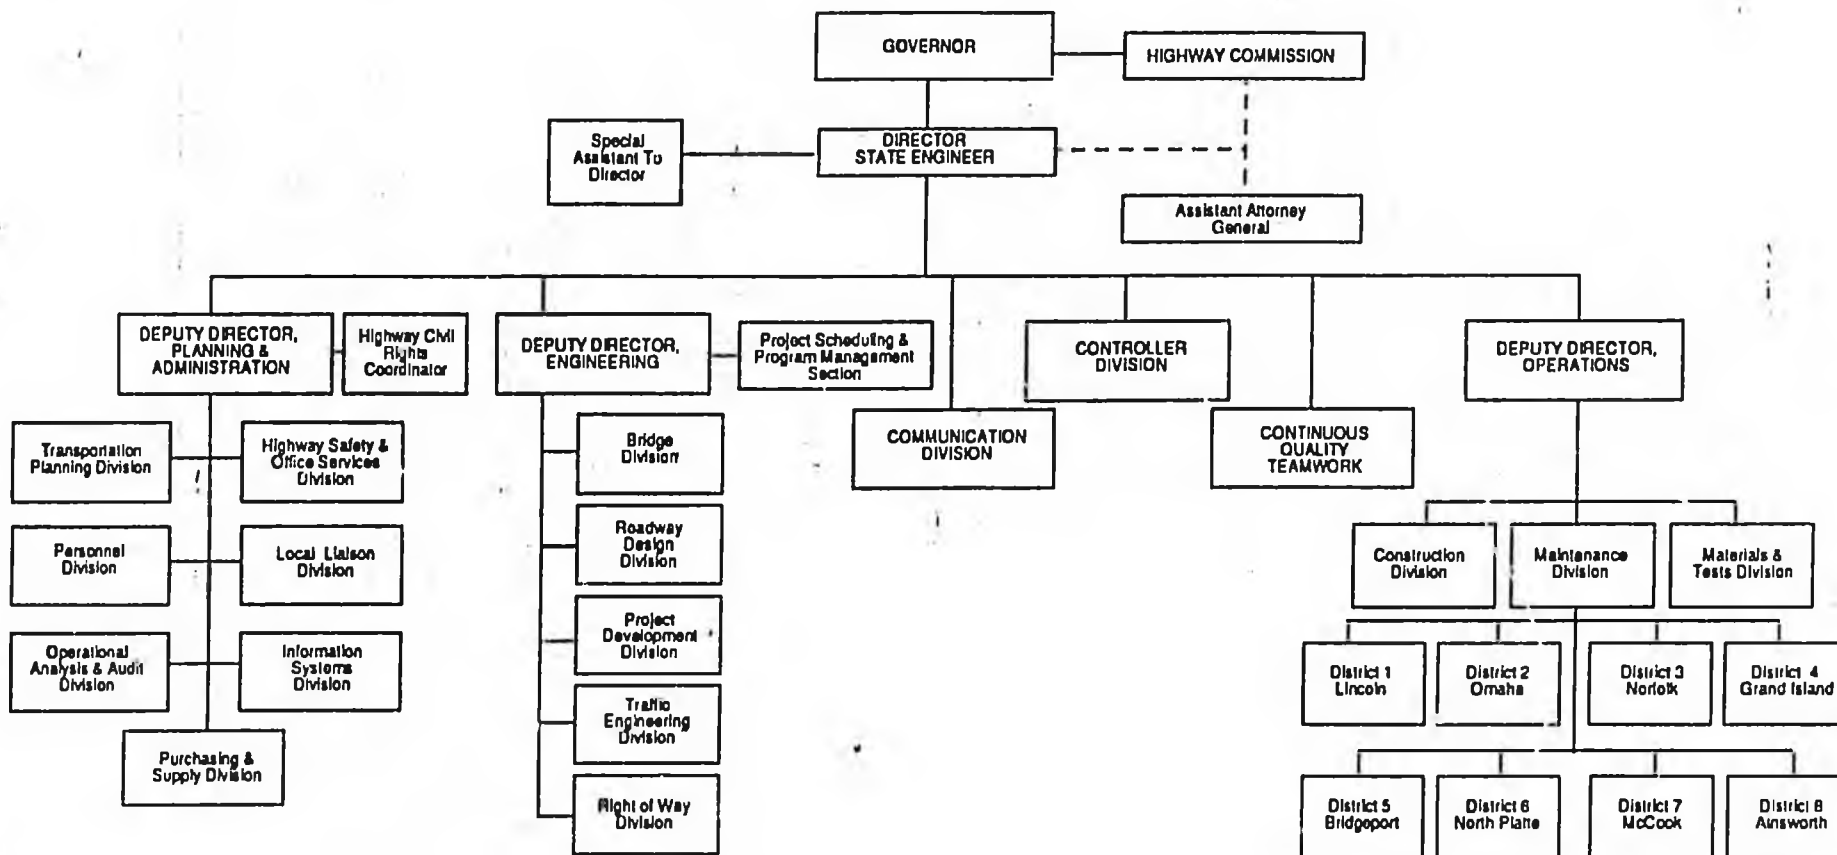 GOVERNOR
HIGHWAY COMMISSION
Special
Assistant To
Director
DIRECTOR
STATE ENGINEER
Assistant Attorney
General
DEPUTY DIRECTOR,
PLANNING &
ADMINISTRATION
Highway Civil
Rights
Coordinator
DEPUTY DIRECTOR,
ENGINEERING
Project Scheduling &
Program Management
Section
CONTROLLER
DIVISION
DEPUTY DIRECTOR,
OPERATIONS
COMMUNICATION
DIVISION
CONTINUOUS
QUALITY
TEAMWORK
Transportation
Planning Division
Highway Safety &
Office Services
Division
Personnel
Division
Local Liaison
Division
Operational
Analysis & Audit
Division
Information
Systems
Division
Purchasing &
Supply Division
Bridge
Division
Roadway
Design
Division
Project
Development
Division
Traffic
Engineering
Division
Right of Way
Division
Construction
Division
Maintenance
Division
Materials &
Tests Division
District 1
Lincoln
District 2
Omaha
District 3
Norfolk
District 4
Grand Island
District 5
Bridgeport
District 6
North Platte
District 7
McCook
District 8
Ainsworth